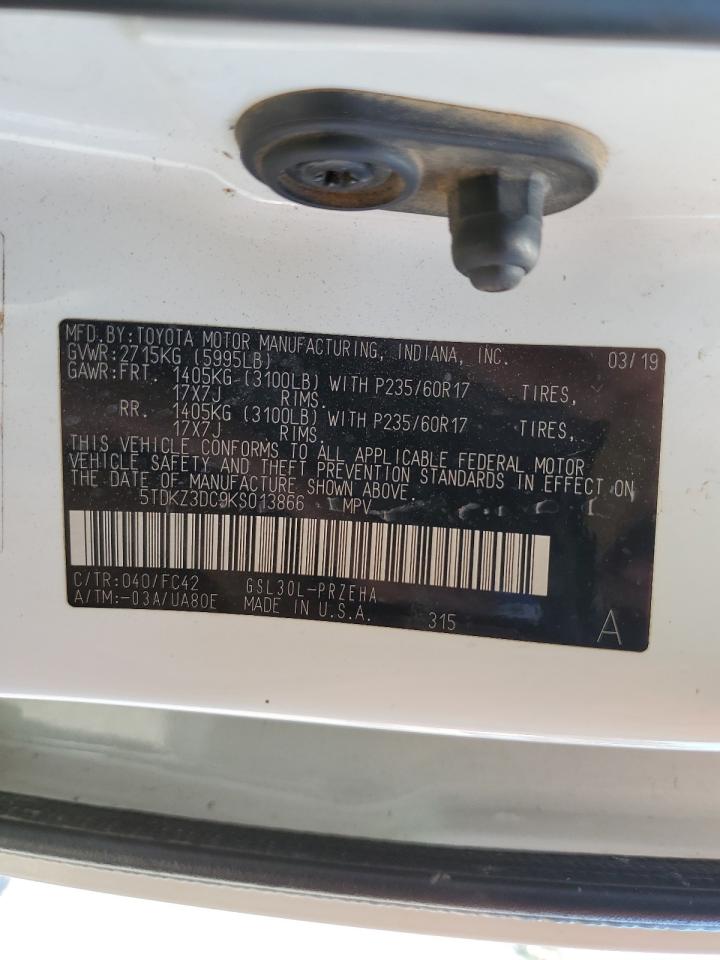 MFD.BY:TOYOTA MOTOR MANUFACTURING, INDIANA, INC. 03/19
GVWR:2715KG (5995LB)
GAWR:FRT. 1405KG (3100LB) WITH P235/60R17 TIRES,
17X7J RIMS.
RR. 1405KG (3100LB) WITH P235/60R17 TIRES,
17X7J RIMS.
THIS VEHICLE CONFORMS TO ALL APPLICABLE FEDERAL MOTOR
VEHICLE SAFETY AND THEFT PREVENTION STANDARDS IN EFFECT ON
THE DATE OF MANUFACTURE SHOWN ABOVE.
5TDKZ3DC9KS013866 MPV
C/TR:040/FC42 GSL30L-PRZEHA
A/TM:-03A/UA80E MADE IN U.S.A. 315 A